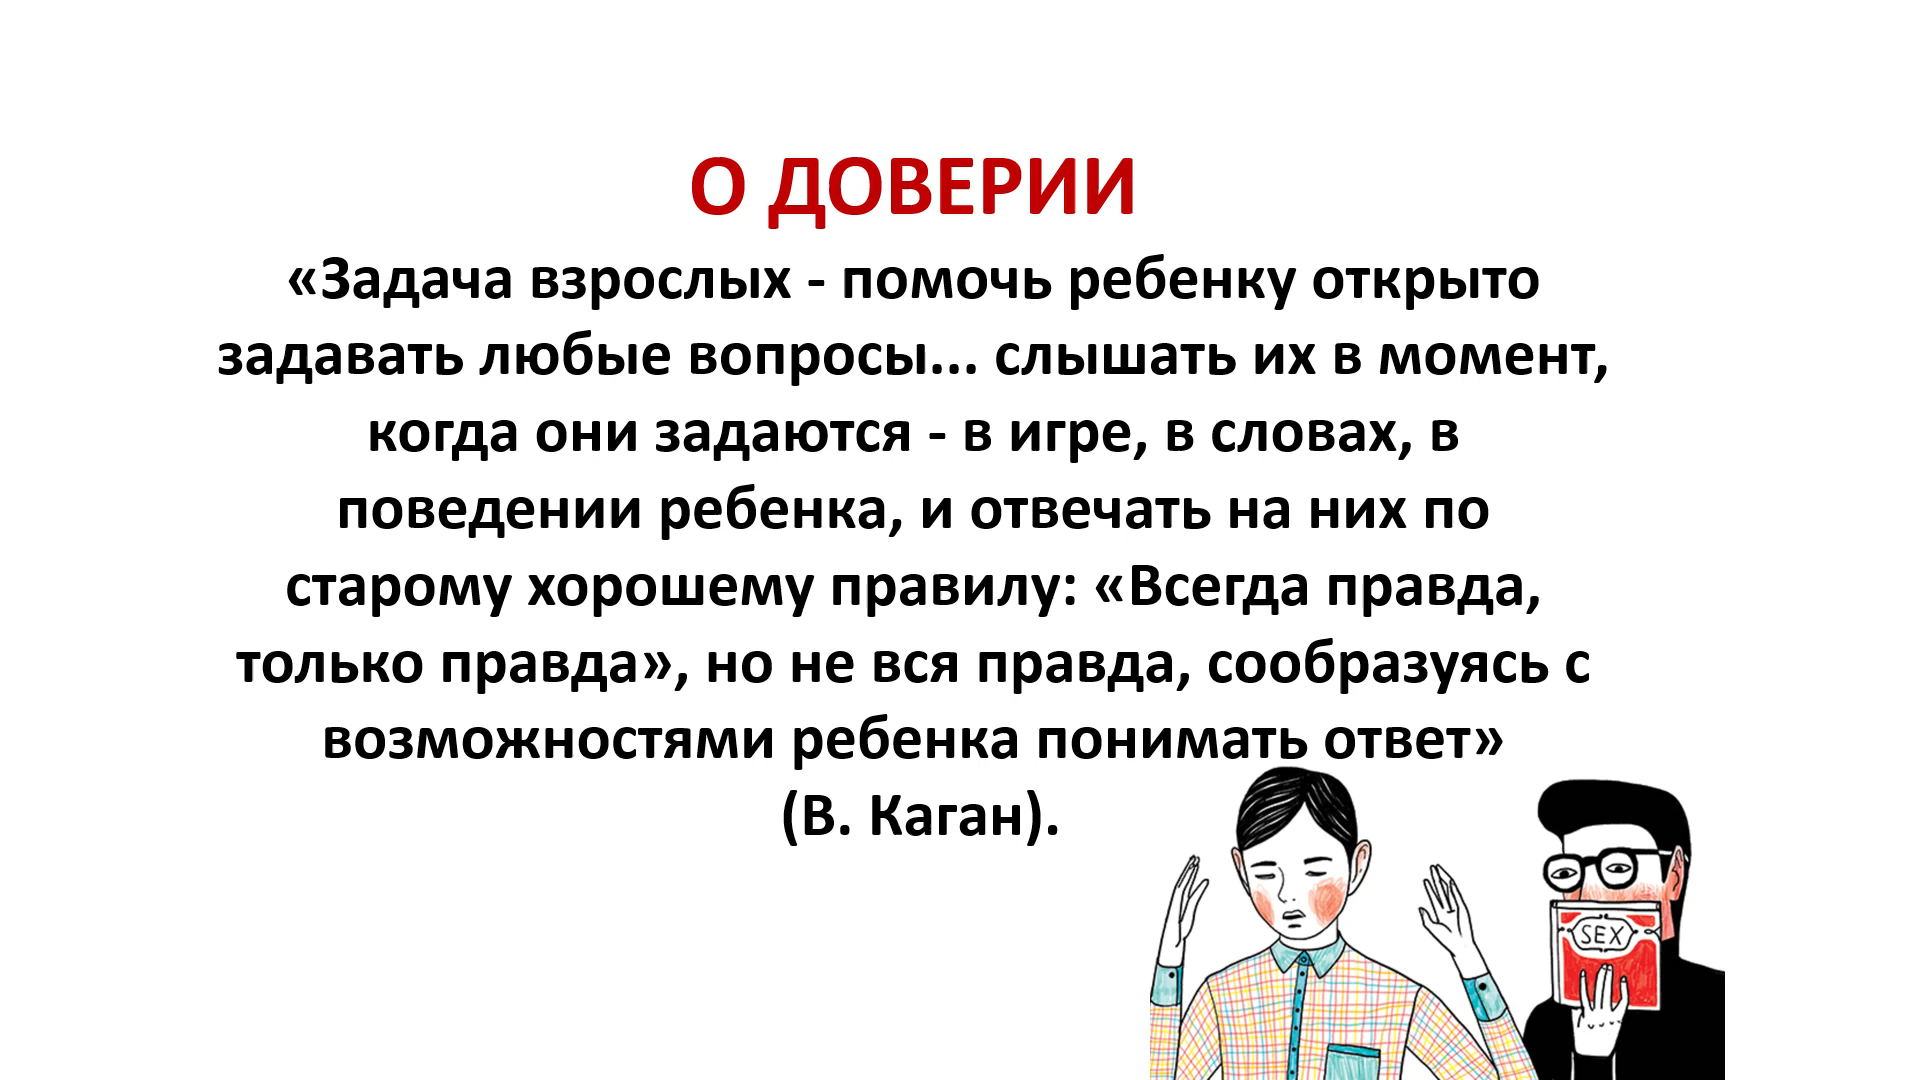 О ДОВЕРИИ
«Задача взрослых - помочь ребенку открыто
задавать любые вопросы... слышать их в момент,
когда они задаются - в игре, в словах, в
поведении ребенка, и отвечать на них по
старому хорошему правилу: «Всегда правда,
только правда», но не вся правда, сообразуясь с
возможностями ребенка понимать ответ»
(В. Каган).
SEX